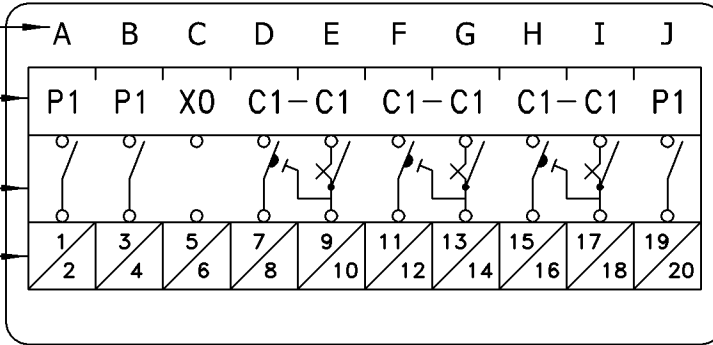 A B C D E F G H I J
P1 P1 X0 C1-C1 C1-C1 C1-C1 P1
1 3 5 7 9 11 13 15 17 19
2 4 6 8 10 12 14 16 18 20